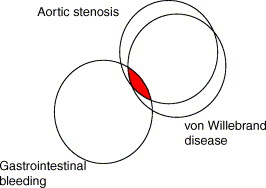 Aortic stenosis
von Willebrand
disease
Gastrointestinal
bleeding